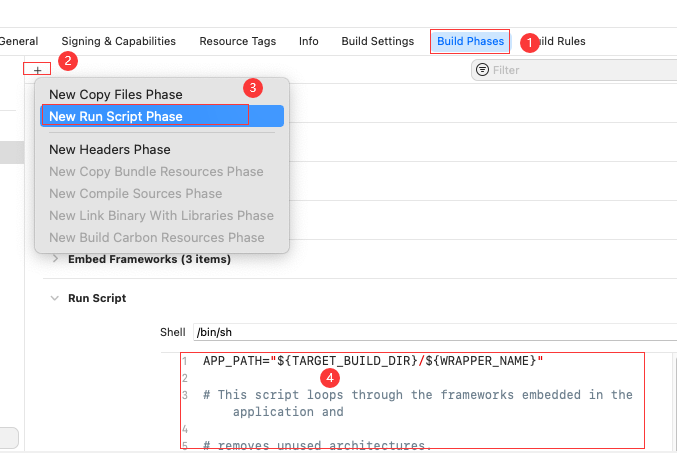 General Signing & Capabilities Resource Tags Info Build Settings Build Phases 1 Build Rules
+ 2 Filter
New Copy Files Phase 3
New Run Script Phase
New Headers Phase
New Copy Bundle Resources Phase
New Compile Sources Phase
New Link Binary With Libraries Phase
New Build Carbon Resources Phase
Embed Frameworks (3 items)
Run Script
Shell /bin/sh
1 APP_PATH="${TARGET_BUILD_DIR}/${WRAPPER_NAME}"
2 4
3 # This script loops through the frameworks embedded in the
application and
4
5 # removes unused architectures.